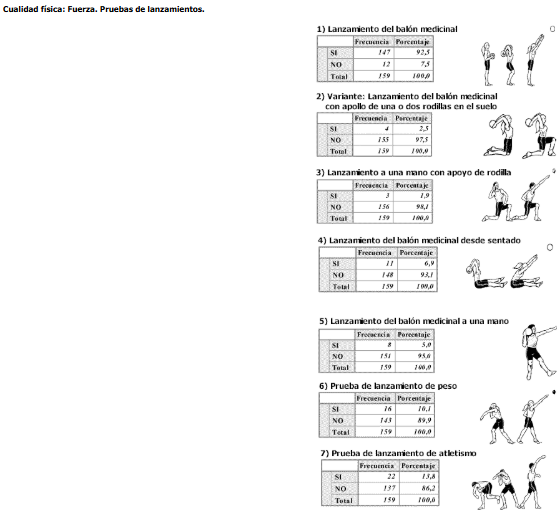 Cualidad física: Fuerza. Pruebas de lanzamientos.
1) Lanzamiento del balón medicinal
Frecuencia Porcentaje
SI 147 92,5
NO 12 7,5
Total 159 100,0
2) Variante: Lanzamiento del balón medicinal
con apollo de una o dos rodillas en el suelo
Frecuencia Porcentaje
SI 4 2,5
NO 155 97,5
Total 159 100,0
3) Lanzamiento a una mano con apoyo de rodilla
Frecuencia Porcentaje
SI 3 1,9
NO 156 98,1
Total 159 100,0
4) Lanzamiento del balón medicinal desde sentado
Frecuencia Porcentaje
SI 11 6,9
NO 148 93,1
Total 159 100,0
5) Lanzamiento del balón medicinal a una mano
Frecuencia Porcentaje
SI 8 5,0
NO 151 95,0
Total 159 100,0
6) Prueba de lanzamiento de peso
Frecuencia Porcentaje
SI 16 10,1
NO 143 89,9
Total 159 100,0
7) Prueba de lanzamiento de atletismo
Frecuencia Porcentaje
SI 22 13,8
NO 137 86,2
Total 159 100,0